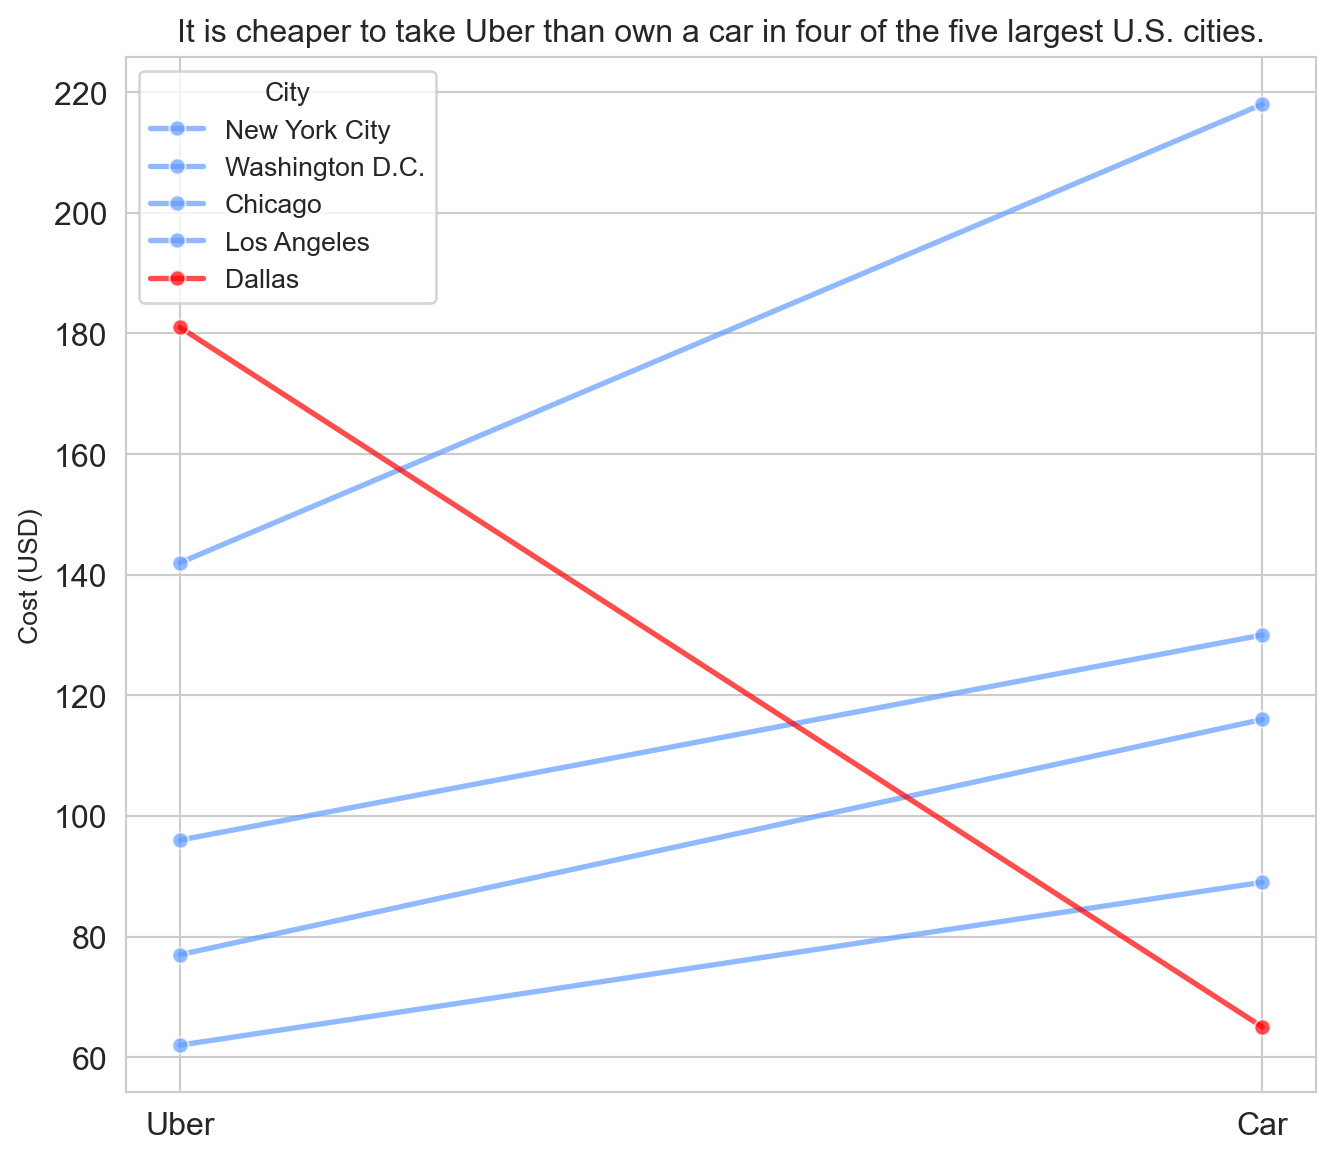 It is cheaper to take Uber than own a car in four of the five largest U.S. cities.
City
New York City
Washington D.C.
Chicago
Los Angeles
Dallas
Cost (USD)
220
200
180
160
140
120
100
80
60
Uber
Car